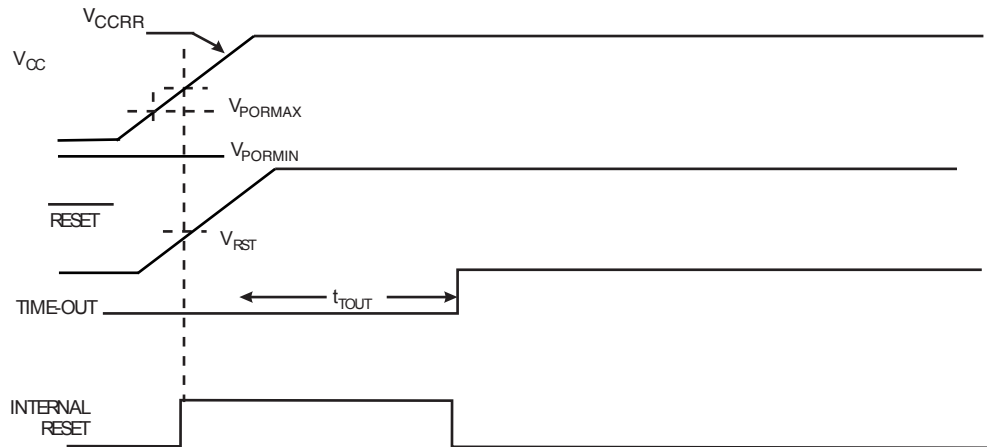 VCCRR
VCC
VPORMAX
VPORMIN
RESET
VRST
tTOUT
TIME-OUT
INTERNAL
RESET